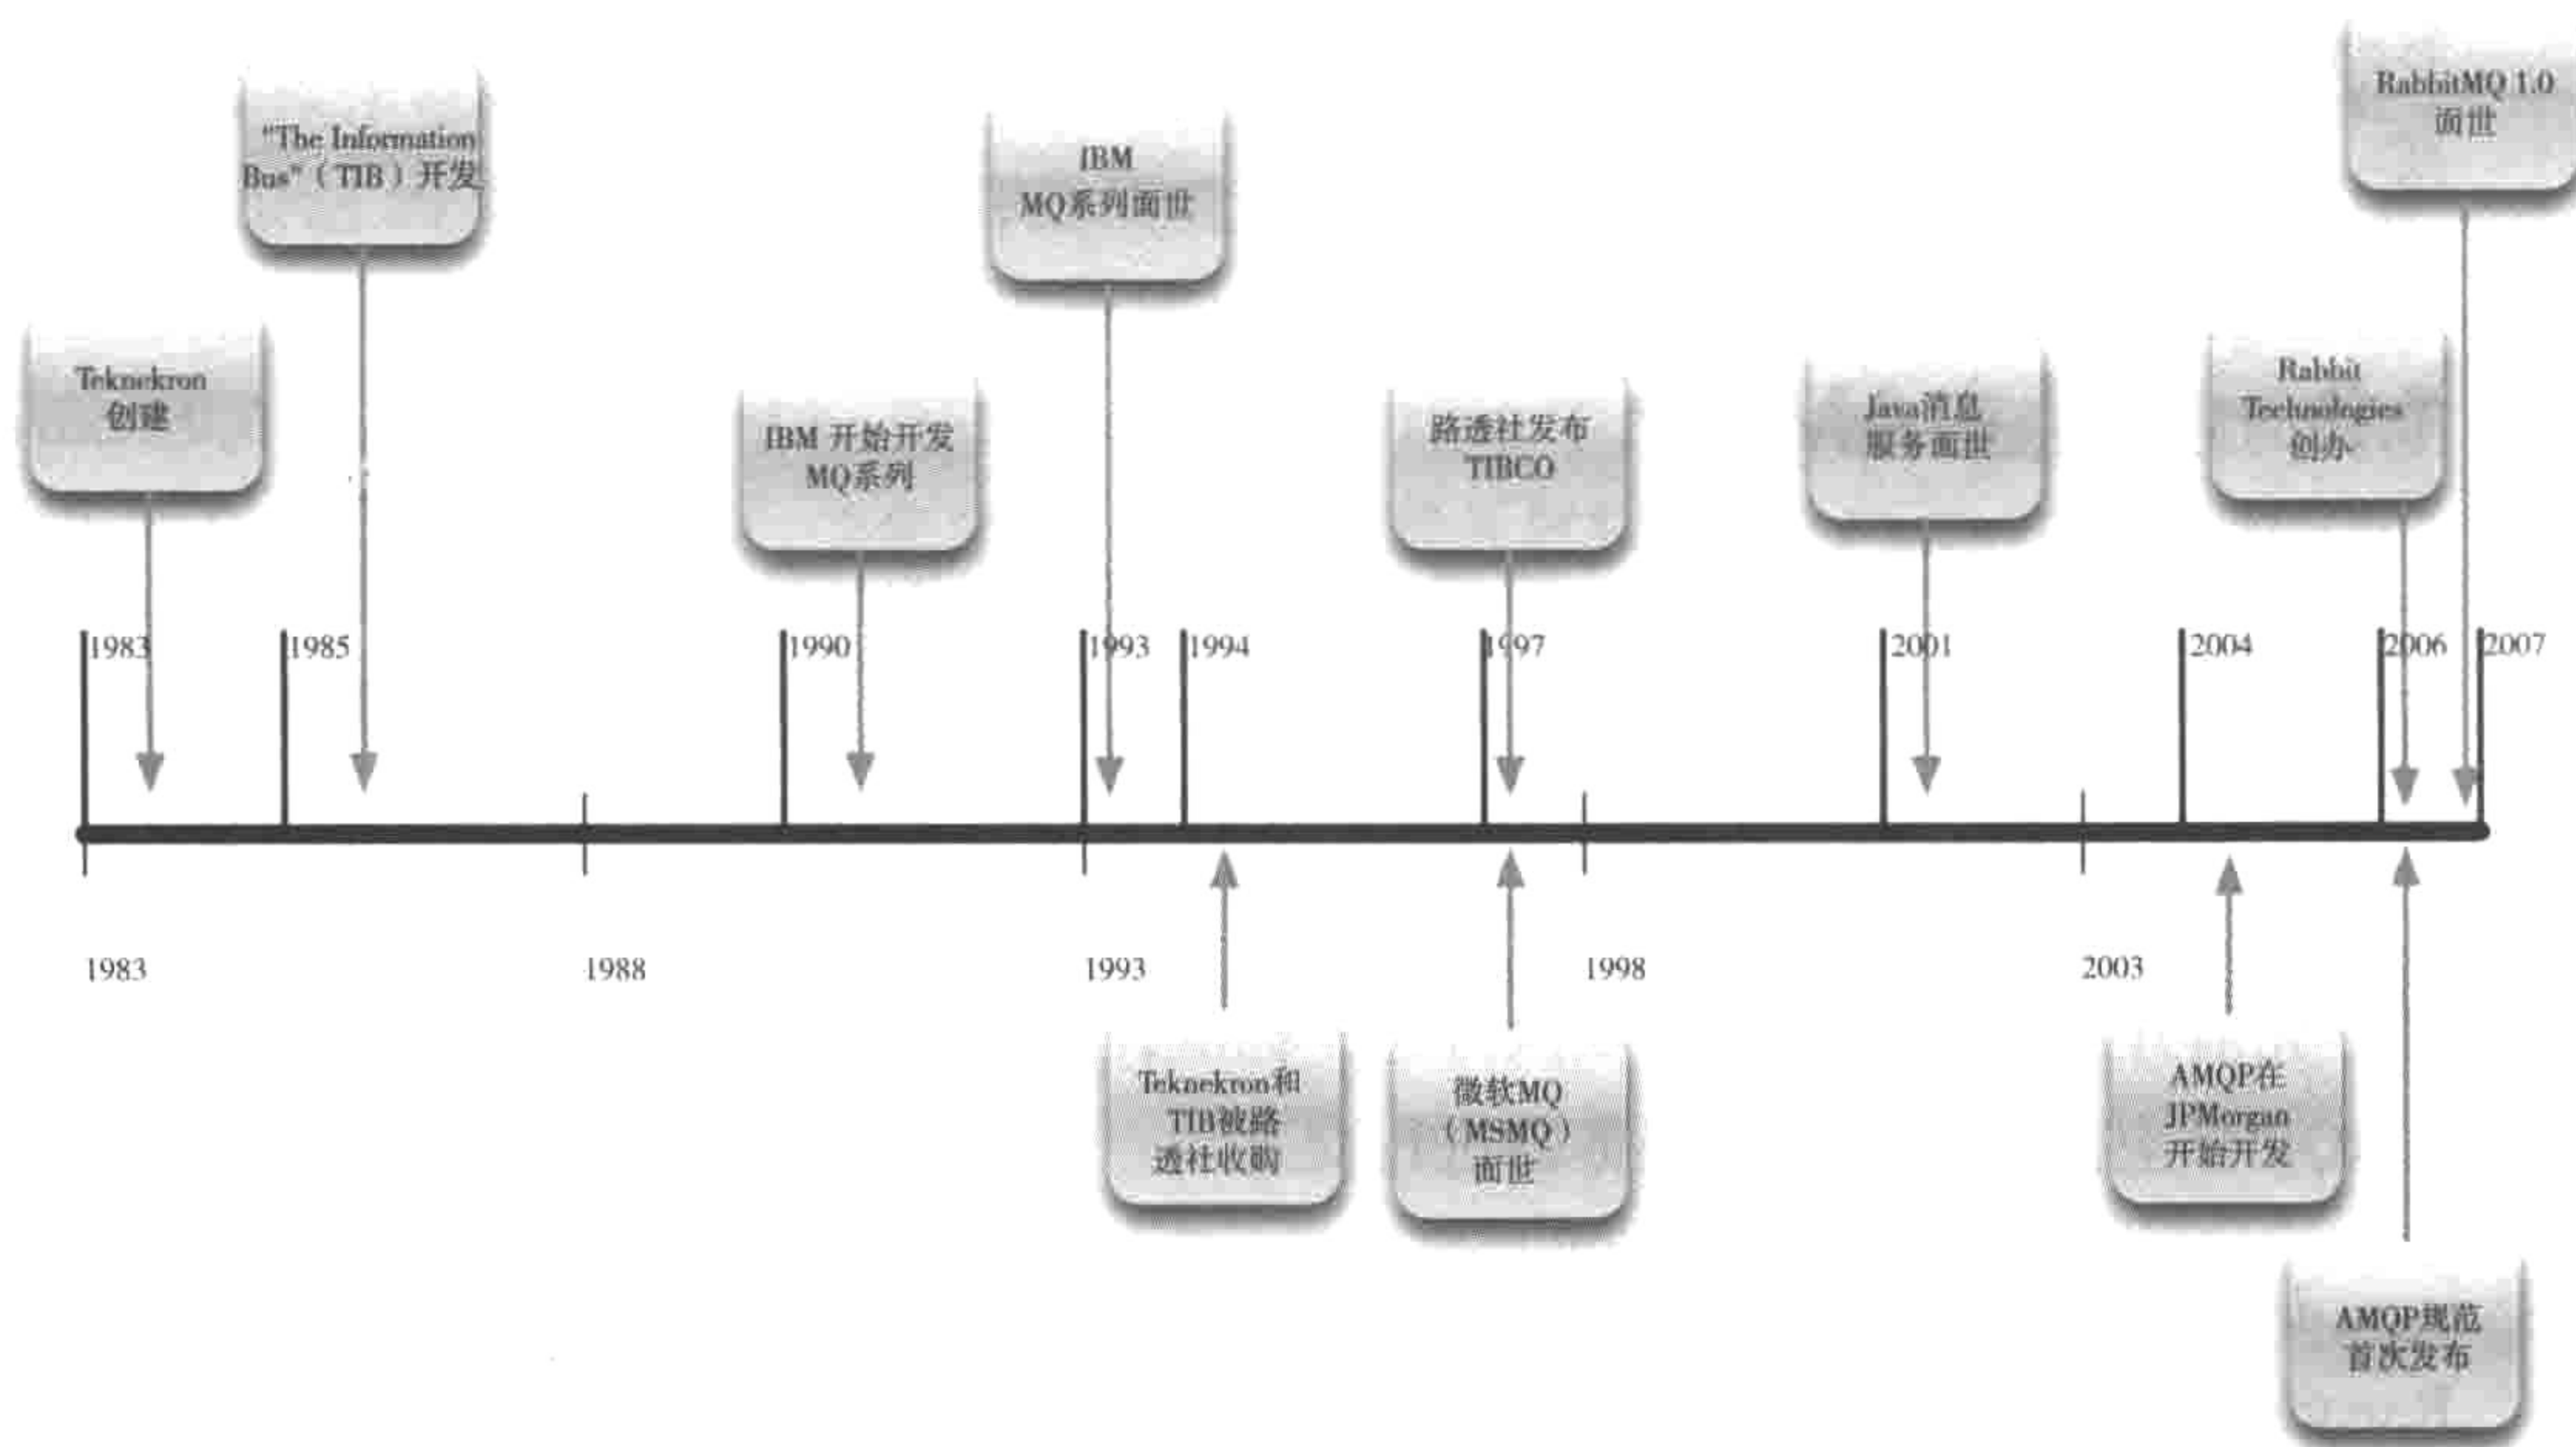 RabbitMQ 1.0
面世
"The Information
Bus"（TIB）开发
IBM
MQ系列面世
Teknekron
创建
IBM 开始开发
MQ系列
路透社发布
TIBCO
Java消息
服务面世
Rabbit
Technologies
创办
1983
1985
1990
1993
1994
1997
2001
2004
2006
2007
1983
1988
1993
1998
2003
Teknekron和
TIB被路
透社收购
微软MQ
（MSMQ）
面世
AMQP在
JPMorgan
开始开发
AMQP规范
首次发布